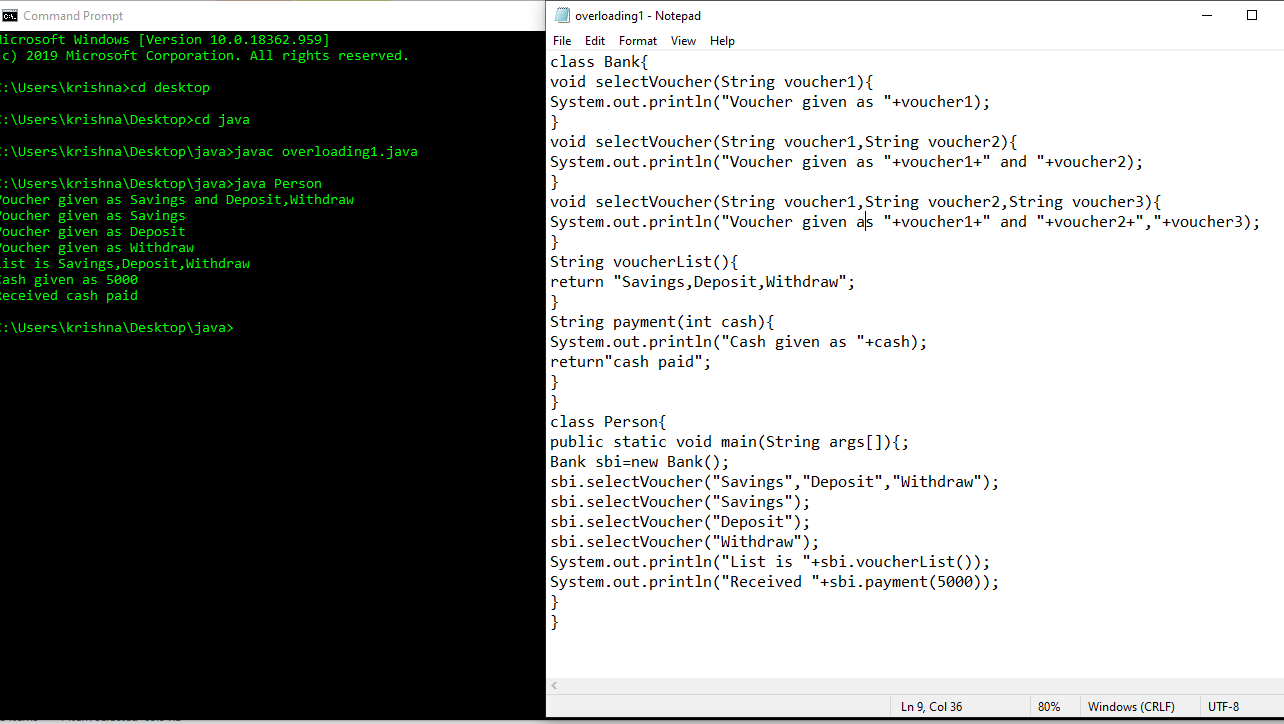 Command Prompt
icrosoft Windows [Version 10.0.18362.959]
c) 2019 Microsoft Corporation. All rights reserved.
:\Users\krishna>cd desktop
:\Users\krishna\Desktop>cd java
:\Users\krishna\Desktop\java>javac overloading1.java
:\Users\krishna\Desktop\java>java Person
oucher given as Savings and Deposit,Withdraw
oucher given as Savings
oucher given as Deposit
oucher given as Withdraw
ist is Savings,Deposit,Withdraw
ash given as 5000
eceived cash paid
:\Users\krishna\Desktop\java>
overloading1 - Notepad
File Edit Format View Help
class Bank{
void selectVoucher(String voucher1){
System.out.println("Voucher given as "+voucher1);
}
void selectVoucher(String voucher1,String voucher2){
System.out.println("Voucher given as "+voucher1+" and "+voucher2);
}
void selectVoucher(String voucher1,String voucher2,String voucher3){
System.out.println("Voucher given as "+voucher1+" and "+voucher2+","+voucher3);
}
String voucherList(){
return "Savings,Deposit,Withdraw";
}
String payment(int cash){
System.out.println("Cash given as "+cash);
return"cash paid";
}
}
class Person{
public static void main(String args[]){;
Bank sbi=new Bank();
sbi.selectVoucher("Savings","Deposit","Withdraw");
sbi.selectVoucher("Savings");
sbi.selectVoucher("Deposit");
sbi.selectVoucher("Withdraw");
System.out.println("List is "+sbi.voucherList());
System.out.println("Received "+sbi.payment(5000));
}
}
Ln 9, Col 36 80% Windows (CRLF) UTF-8